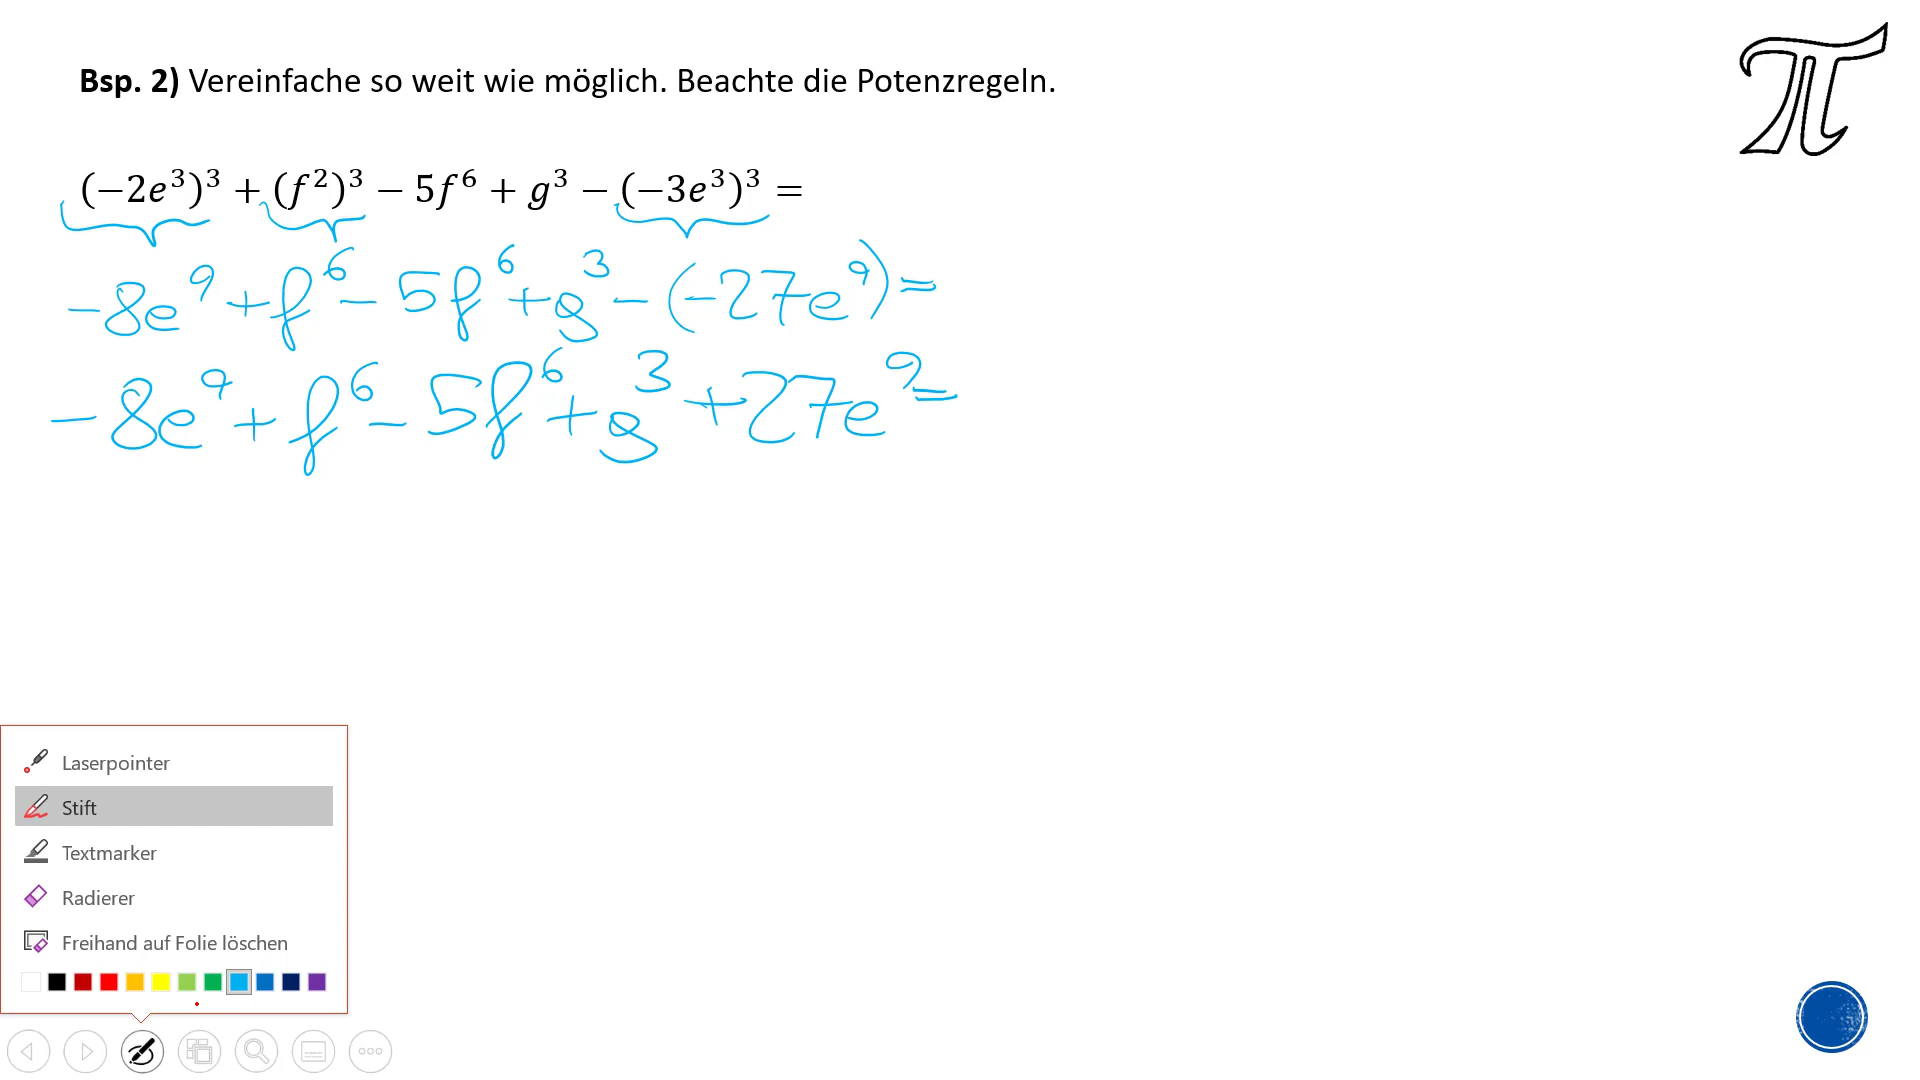 Bsp. 2) Vereinfache so weit wie möglich. Beachte die Potenzregeln.
(−2e³)³ + (f²)³ − 5f⁶ + g³ − (−3e³)³ =
−8e⁹ + f⁶ − 5f⁶ + g³ − (−27e⁹) =
−8e⁹ + f⁶ − 5f⁶ + g³ + 27e⁹ =
Laserpointer
Stift
Textmarker
Radierer
Freihand auf Folie löschen